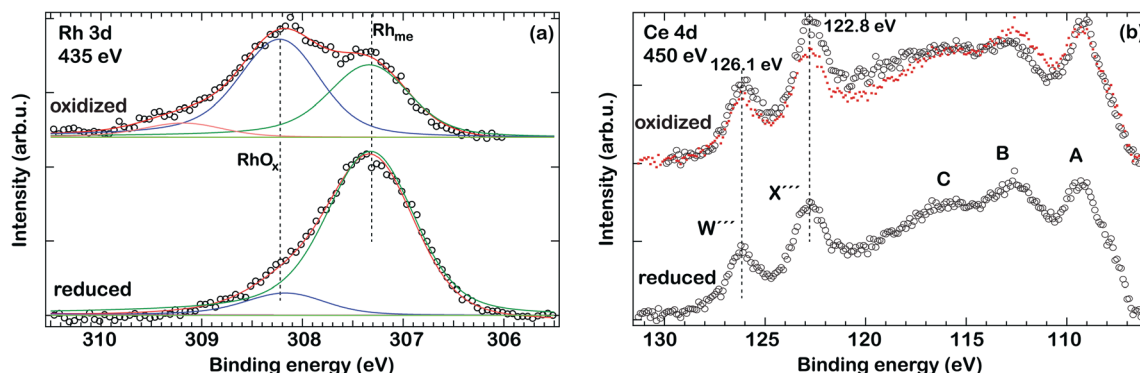 Rh 3d
435 eV
Rhme
(a)
oxidized
RhOx
reduced
Intensity (arb.u.)
310
309
308
307
306
Binding energy (eV)
Ce 4d
450 eV
122.8 eV
126.1 eV
(b)
oxidized
B
A
C
X´´´
W´´´
reduced
Intensity (arb.u.)
130
125
120
115
110
Binding energy (eV)